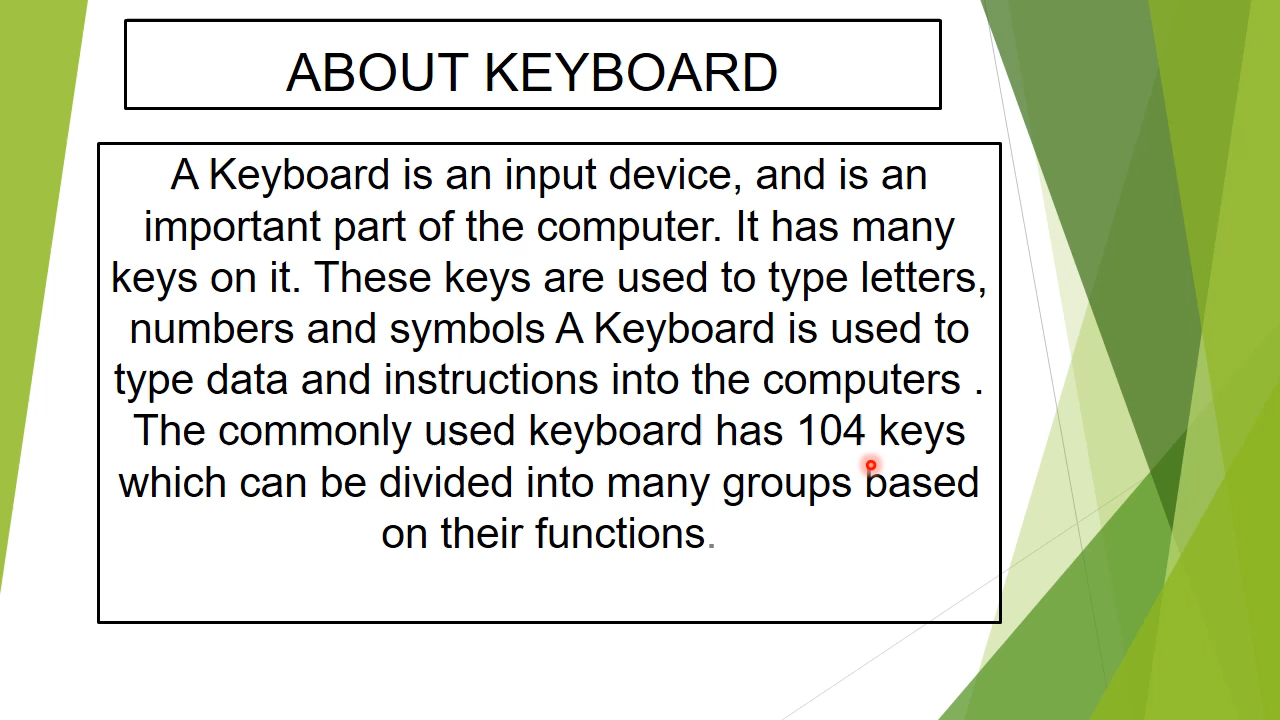 ABOUT KEYBOARD
A Keyboard is an input device, and is an
important part of the computer. It has many
keys on it. These keys are used to type letters,
numbers and symbols A Keyboard is used to
type data and instructions into the computers .
The commonly used keyboard has 104 keys
which can be divided into many groups based
on their functions.